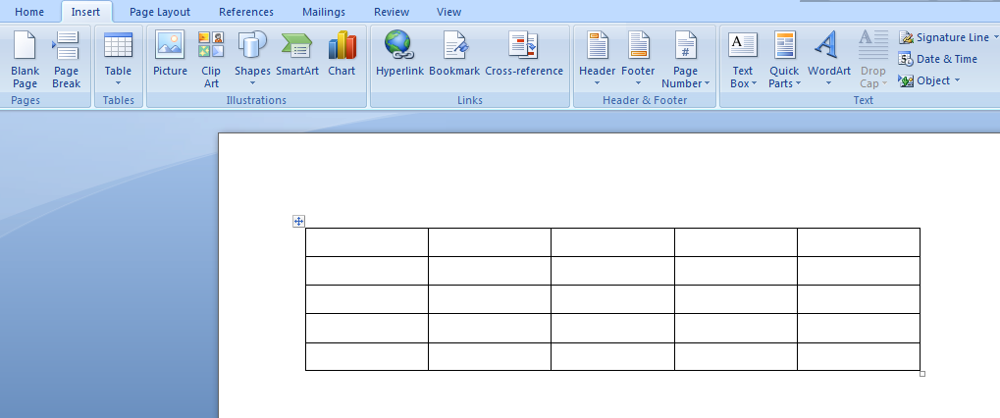 Home Insert Page Layout References Mailings Review View
Blank Page
Page Break
Table
Picture
Clip Art
Shapes
SmartArt
Chart
Hyperlink
Bookmark
Cross-reference
Header
Footer
Page Number
#
A
Text Box
Quick Parts
A
WordArt
A
Drop Cap
Signature Line
5
Date & Time
Object
Pages Tables Illustrations Links Header & Footer Text